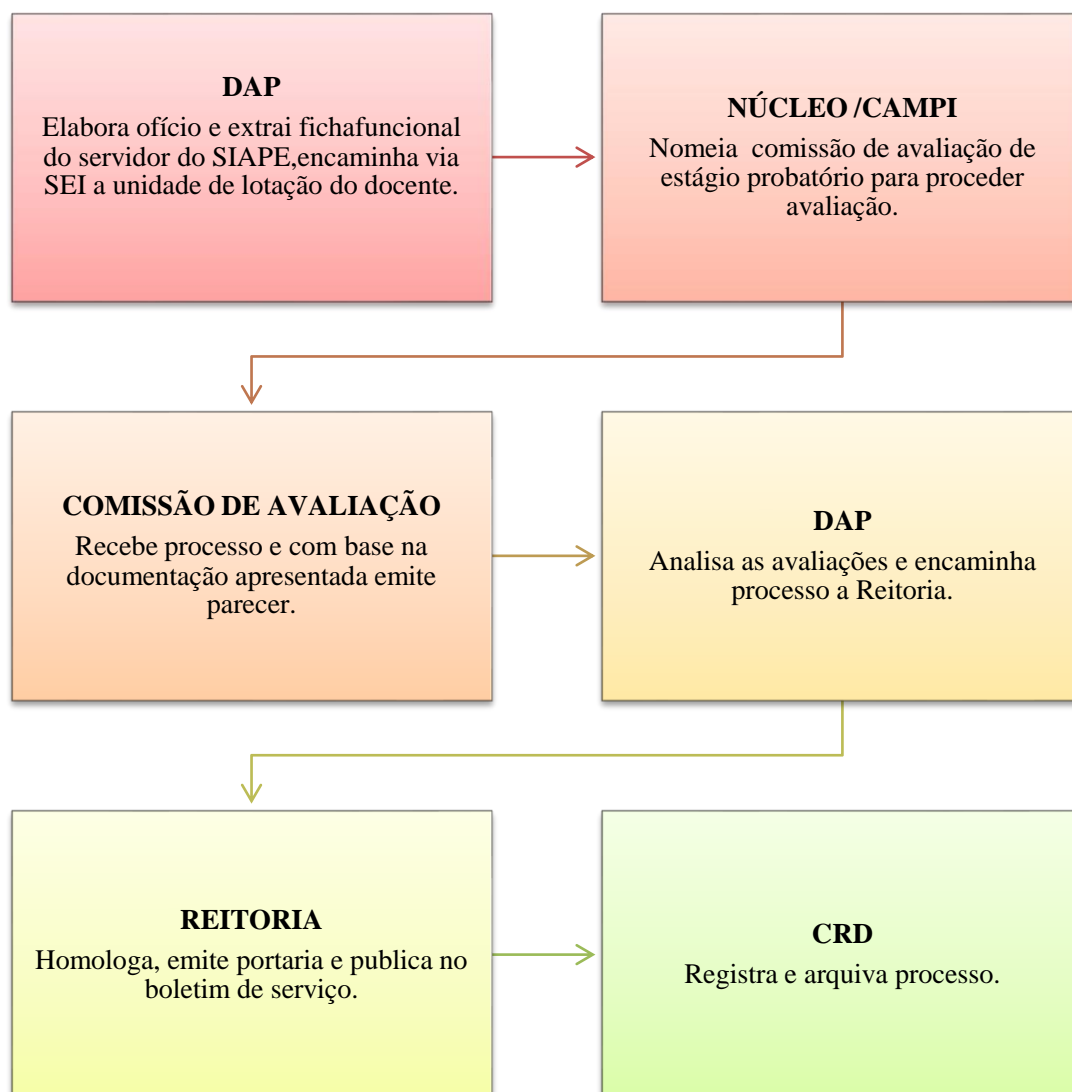 DAP
Elabora ofício e extrai fichafuncional
do servidor do SIAPE,encaminha via
SEI a unidade de lotação do docente.
NÚCLEO /CAMPI
Nomeia comissão de avaliação de
estágio probatório para proceder
avaliação.
COMISSÃO DE AVALIAÇÃO
Recebe processo e com base na
documentação apresentada emite
parecer.
DAP
Analisa as avaliações e encaminha
processo a Reitoria.
REITORIA
Homologa, emite portaria e publica no
boletim de serviço.
CRD
Registra e arquiva processo.